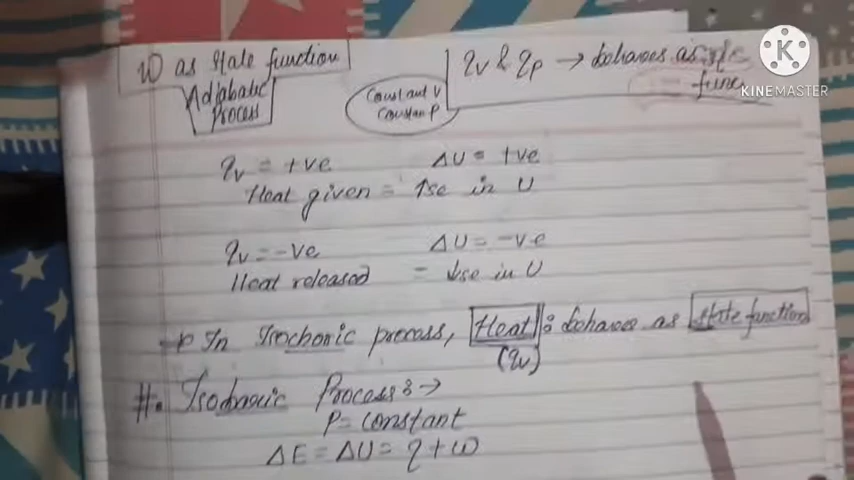 W as state function
Adiabatic
Process
Constant V
Constant P
qv & qp → behaves as
func
KINEMASTER
qv = +ve ΔU = +ve
Heat given = ↑se in U
qv = -ve ΔU = -ve
Heat released = ↓se in U
In Isochoric process, Heat : behaves as state function
(qv)
#. Isobaric Process :→
P = constant
ΔE = ΔU = q + w